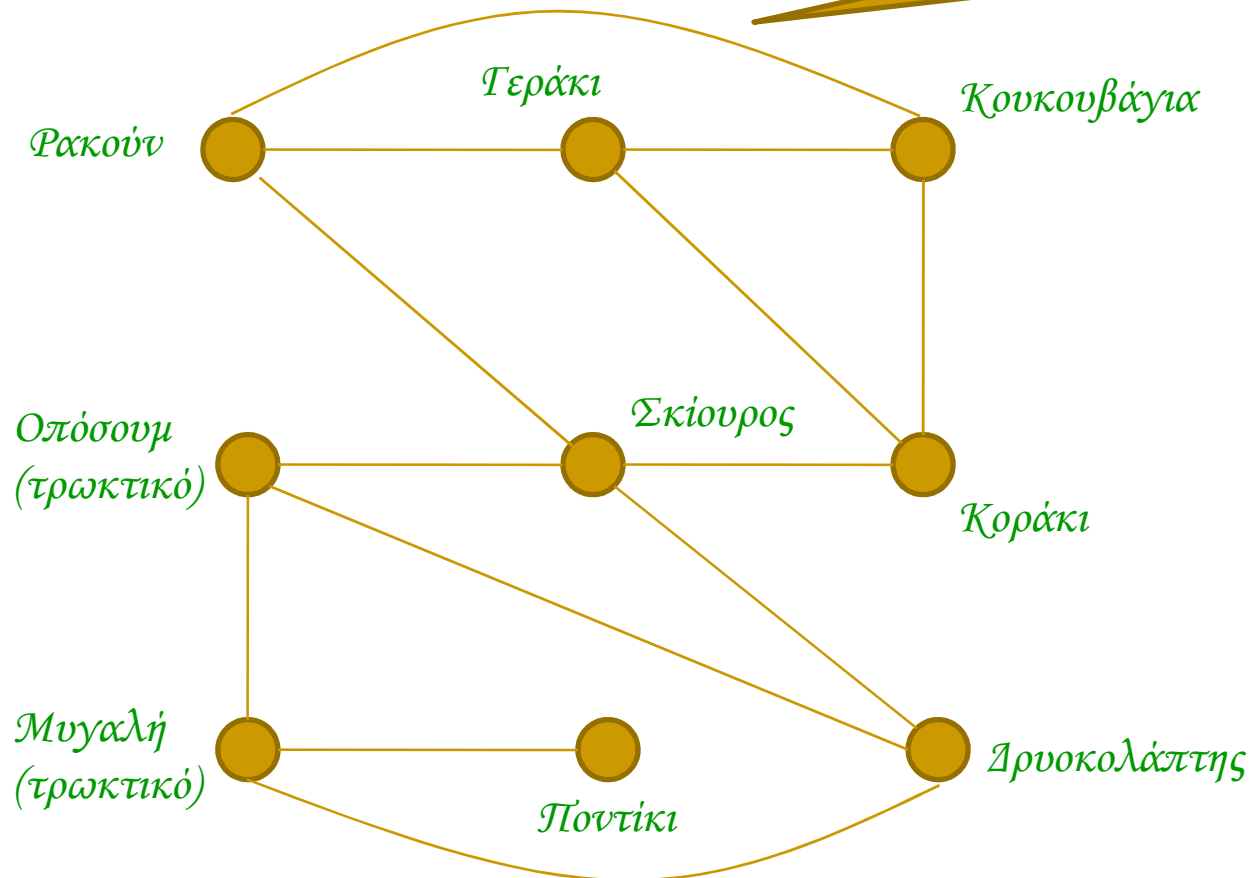 Γεράκι
Κουκουβάγια
Ρακούν
Σκίουρος
Οπόσουμ
(τρωκτικό)
Κοράκι
Μυγαλή
(τρωκτικό)
Δρυοκολάπτης
Ποντίκι